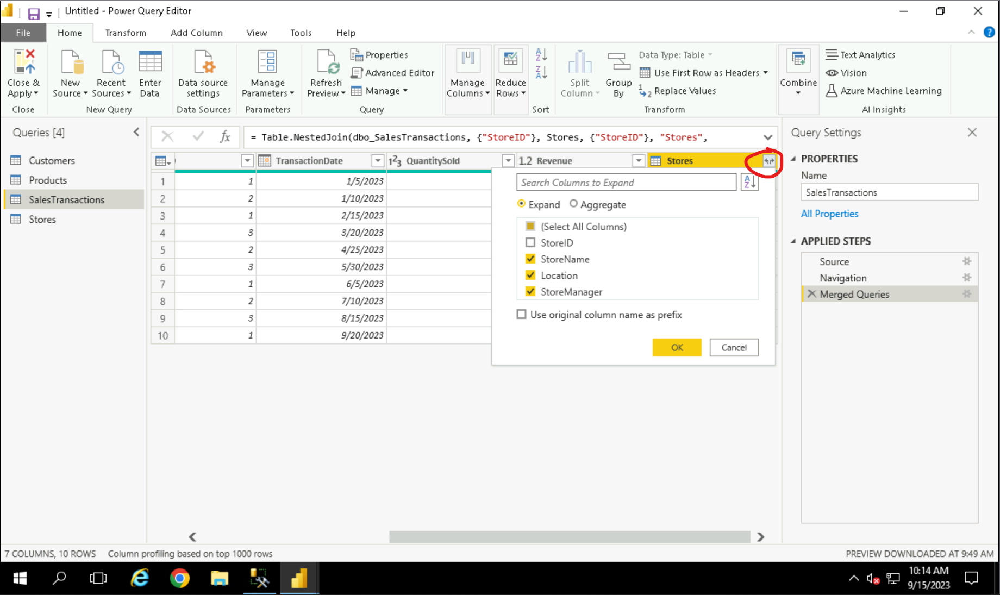 Untitled - Power Query Editor
File Home Transform Add Column View Tools Help
Close & Apply
Close
New Source
Recent Sources
Enter Data
New Query
Data source settings
Data Sources
Manage Parameters
Parameters
Refresh Preview
Properties
Advanced Editor
Manage
Query
Manage Columns
Reduce Rows
Sort
Split Column
Group By
Data Type: Table
Use First Row as Headers
Replace Values
Transform
Combine
Text Analytics
Vision
Azure Machine Learning
AI Insights
Queries [4]
Customers
Products
SalesTransactions
Stores
fx = Table.NestedJoin(dbo_SalesTransactions, {"StoreID"}, Stores, {"StoreID"}, "Stores",
TransactionDate 123 QuantitySold 1.2 Revenue Stores
1 1 1/5/2023
2 2 1/10/2023
3 1 2/15/2023
4 3 3/20/2023
5 2 4/25/2023
6 3 5/30/2023
7 1 6/5/2023
8 2 7/10/2023
9 3 8/15/2023
10 1 9/20/2023
Search Columns to Expand
Expand Aggregate
(Select All Columns)
StoreID
StoreName
Location
StoreManager
Use original column name as prefix
OK Cancel
Query Settings
PROPERTIES
Name
SalesTransactions
All Properties
APPLIED STEPS
Source
Navigation
Merged Queries
7 COLUMNS, 10 ROWS Column profiling based on top 1000 rows
PREVIEW DOWNLOADED AT 9:49 AM
10:14 AM
9/15/2023